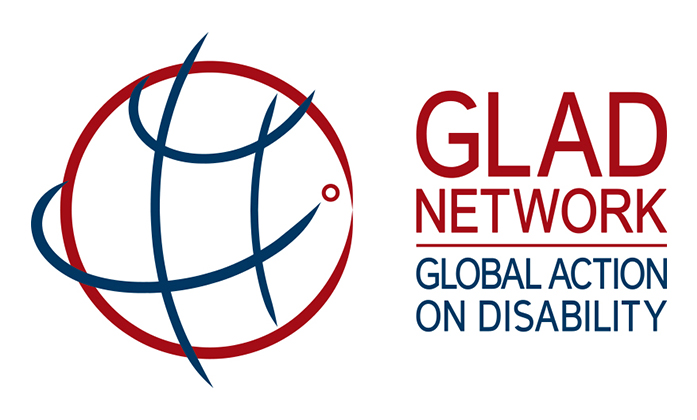 GLAD
NETWORK
GLOBAL ACTION
ON DISABILITY